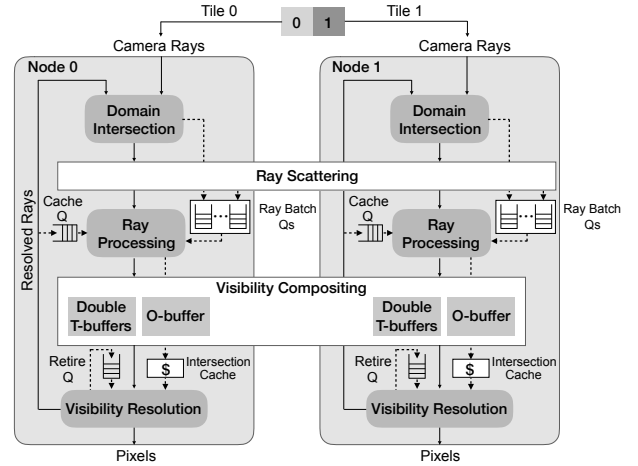 Tile 0
0 1
Tile 1
Camera Rays
Camera Rays
Node 0
Node 1
Domain
Intersection
Domain
Intersection
Ray Scattering
Resolved Rays
Cache
Q
Ray
Processing
Ray Batch
Qs
Cache
Q
Ray
Processing
Ray Batch
Qs
Visibility Compositing
Double
T-buffers
O-buffer
Double
T-buffers
O-buffer
Retire
Q
$
Intersection
Cache
Retire
Q
$
Intersection
Cache
Visibility Resolution
Visibility Resolution
Pixels
Pixels